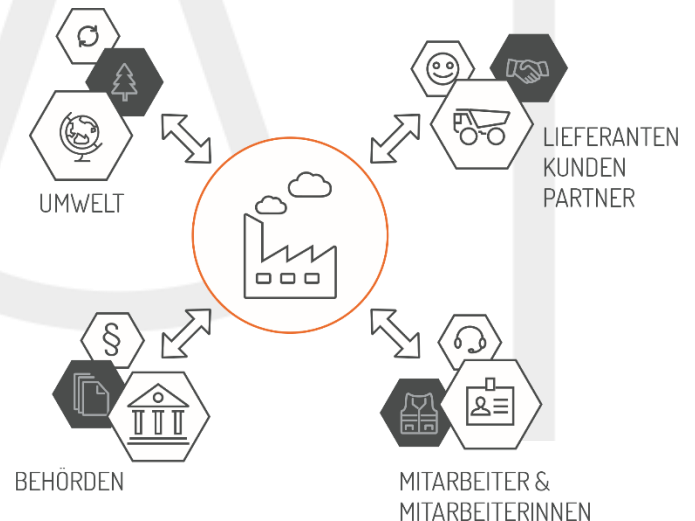 UMWELT
LIEFERANTEN
KUNDEN
PARTNER
§
BEHÖRDEN
MITARBEITER &
MITARBEITERINNEN